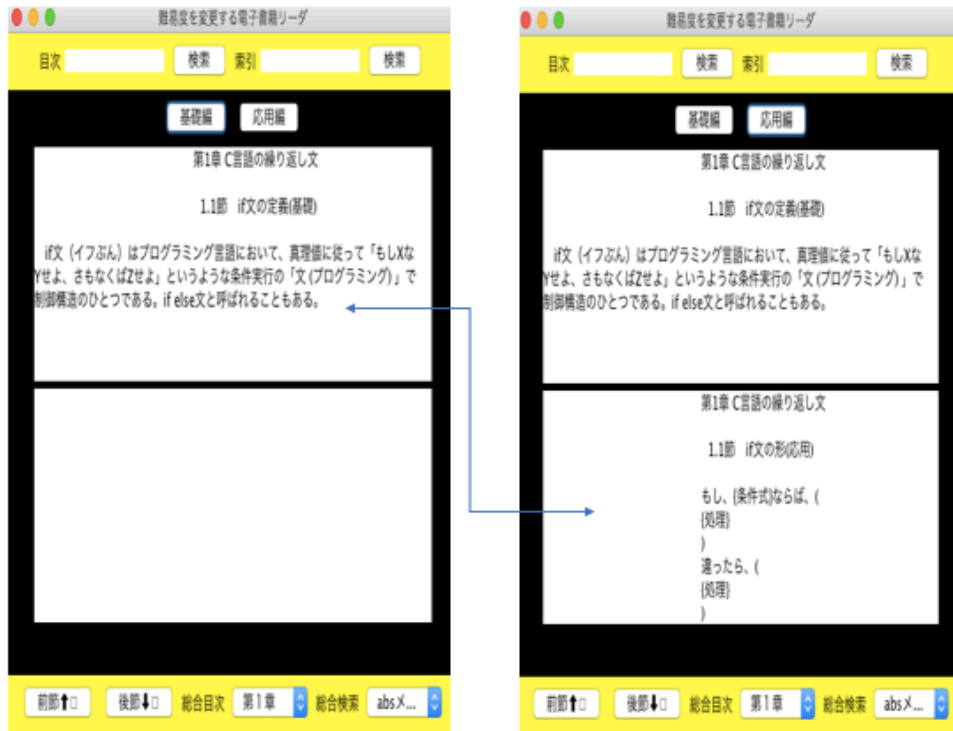 難易度を変更する電子書籍リーダ
目次 検索 索引 検索
基礎編 応用編
第1章 C言語の繰り返し文
1.1節 if文の定義(基礎)
if文（イフぶん）はプログラミング言語において、真理値に従って「もしXな
Yせよ、さもなくばZせよ」というような条件実行の「文 (プログラミング)」で
制御構造のひとつである。if else文と呼ばれることもある。
前節⬆□ 後節⬇□ 総合目次 第1章 総合検索 absメ...
難易度を変更する電子書籍リーダ
目次 検索 索引 検索
基礎編 応用編
第1章 C言語の繰り返し文
1.1節 if文の定義(基礎)
if文（イフぶん）はプログラミング言語において、真理値に従って「もしXな
Yせよ、さもなくばZせよ」というような条件実行の「文 (プログラミング)」で
制御構造のひとつである。if else文と呼ばれることもある。
第1章 C言語の繰り返し文
1.1節 if文の形(応用)
もし、{条件式}ならば、(
{処理}
)
違ったら、(
{処理}
)
前節⬆□ 後節⬇□ 総合目次 第1章 総合検索 absメ...